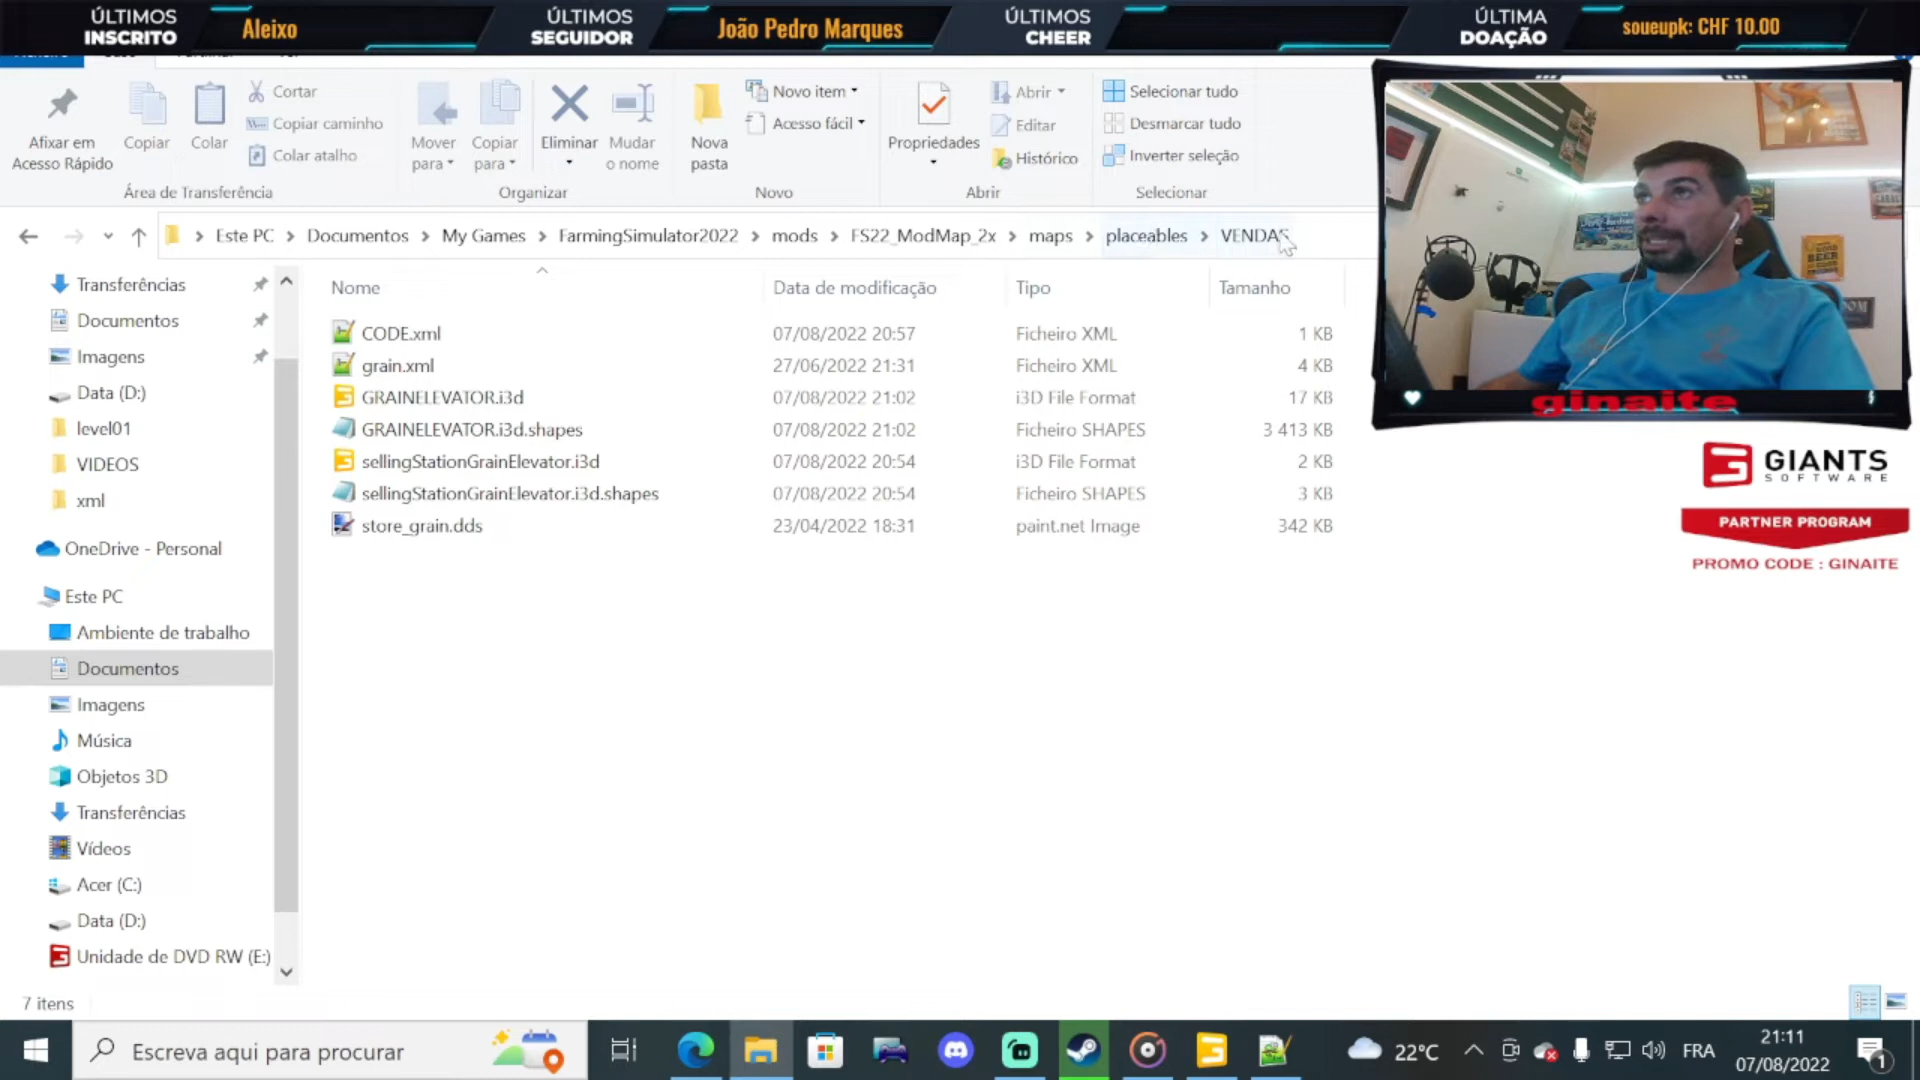 ÚLTIMOS
INSCRITO
Aleixo
ÚLTIMOS
SEGUIDOR
João Pedro Marques
ÚLTIMOS
CHEER
ÚLTIMA
DOAÇÃO
soueupk: CHF 10.00
Afixar em
Acesso Rápido
Copiar
Colar
Cortar
Copiar caminho
Colar atalho
Área de Transferência
Mover
para
Copiar
para
Eliminar
Mudar
o nome
Organizar
Nova
pasta
Novo item
Acesso fácil
Novo
Propriedades
Abrir
Editar
Histórico
Abrir
Selecionar tudo
Desmarcar tudo
Inverter seleção
Selecionar
Este PC > Documentos > My Games > FarmingSimulator2022 > mods > FS22_ModMap_2x > maps > placeables > VENDAS
Nome
Data de modificação
Tipo
Tamanho
CODE.xml 07/08/2022 20:57 Ficheiro XML 1 KB
grain.xml 27/06/2022 21:31 Ficheiro XML 4 KB
GRAINELEVATOR.i3d 07/08/2022 21:02 i3D File Format 17 KB
GRAINELEVATOR.i3d.shapes 07/08/2022 21:02 Ficheiro SHAPES 3 413 KB
sellingStationGrainElevator.i3d 07/08/2022 20:54 i3D File Format 2 KB
sellingStationGrainElevator.i3d.shapes 07/08/2022 20:54 Ficheiro SHAPES 3 KB
store_grain.dds 23/04/2022 18:31 paint.net Image 342 KB
Transferências
Documentos
Imagens
Data (D:)
level01
VIDEOS
xml
OneDrive - Personal
Este PC
Ambiente de trabalho
Documentos
Imagens
Música
Objetos 3D
Transferências
Vídeos
Acer (C:)
Data (D:)
Unidade de DVD RW (E:)
7 itens
ginaite
GIANTS
SOFTWARE
PARTNER PROGRAM
PROMO CODE : GINAITE
Escreva aqui para procurar
22°C
FRA
21:11
07/08/2022
1